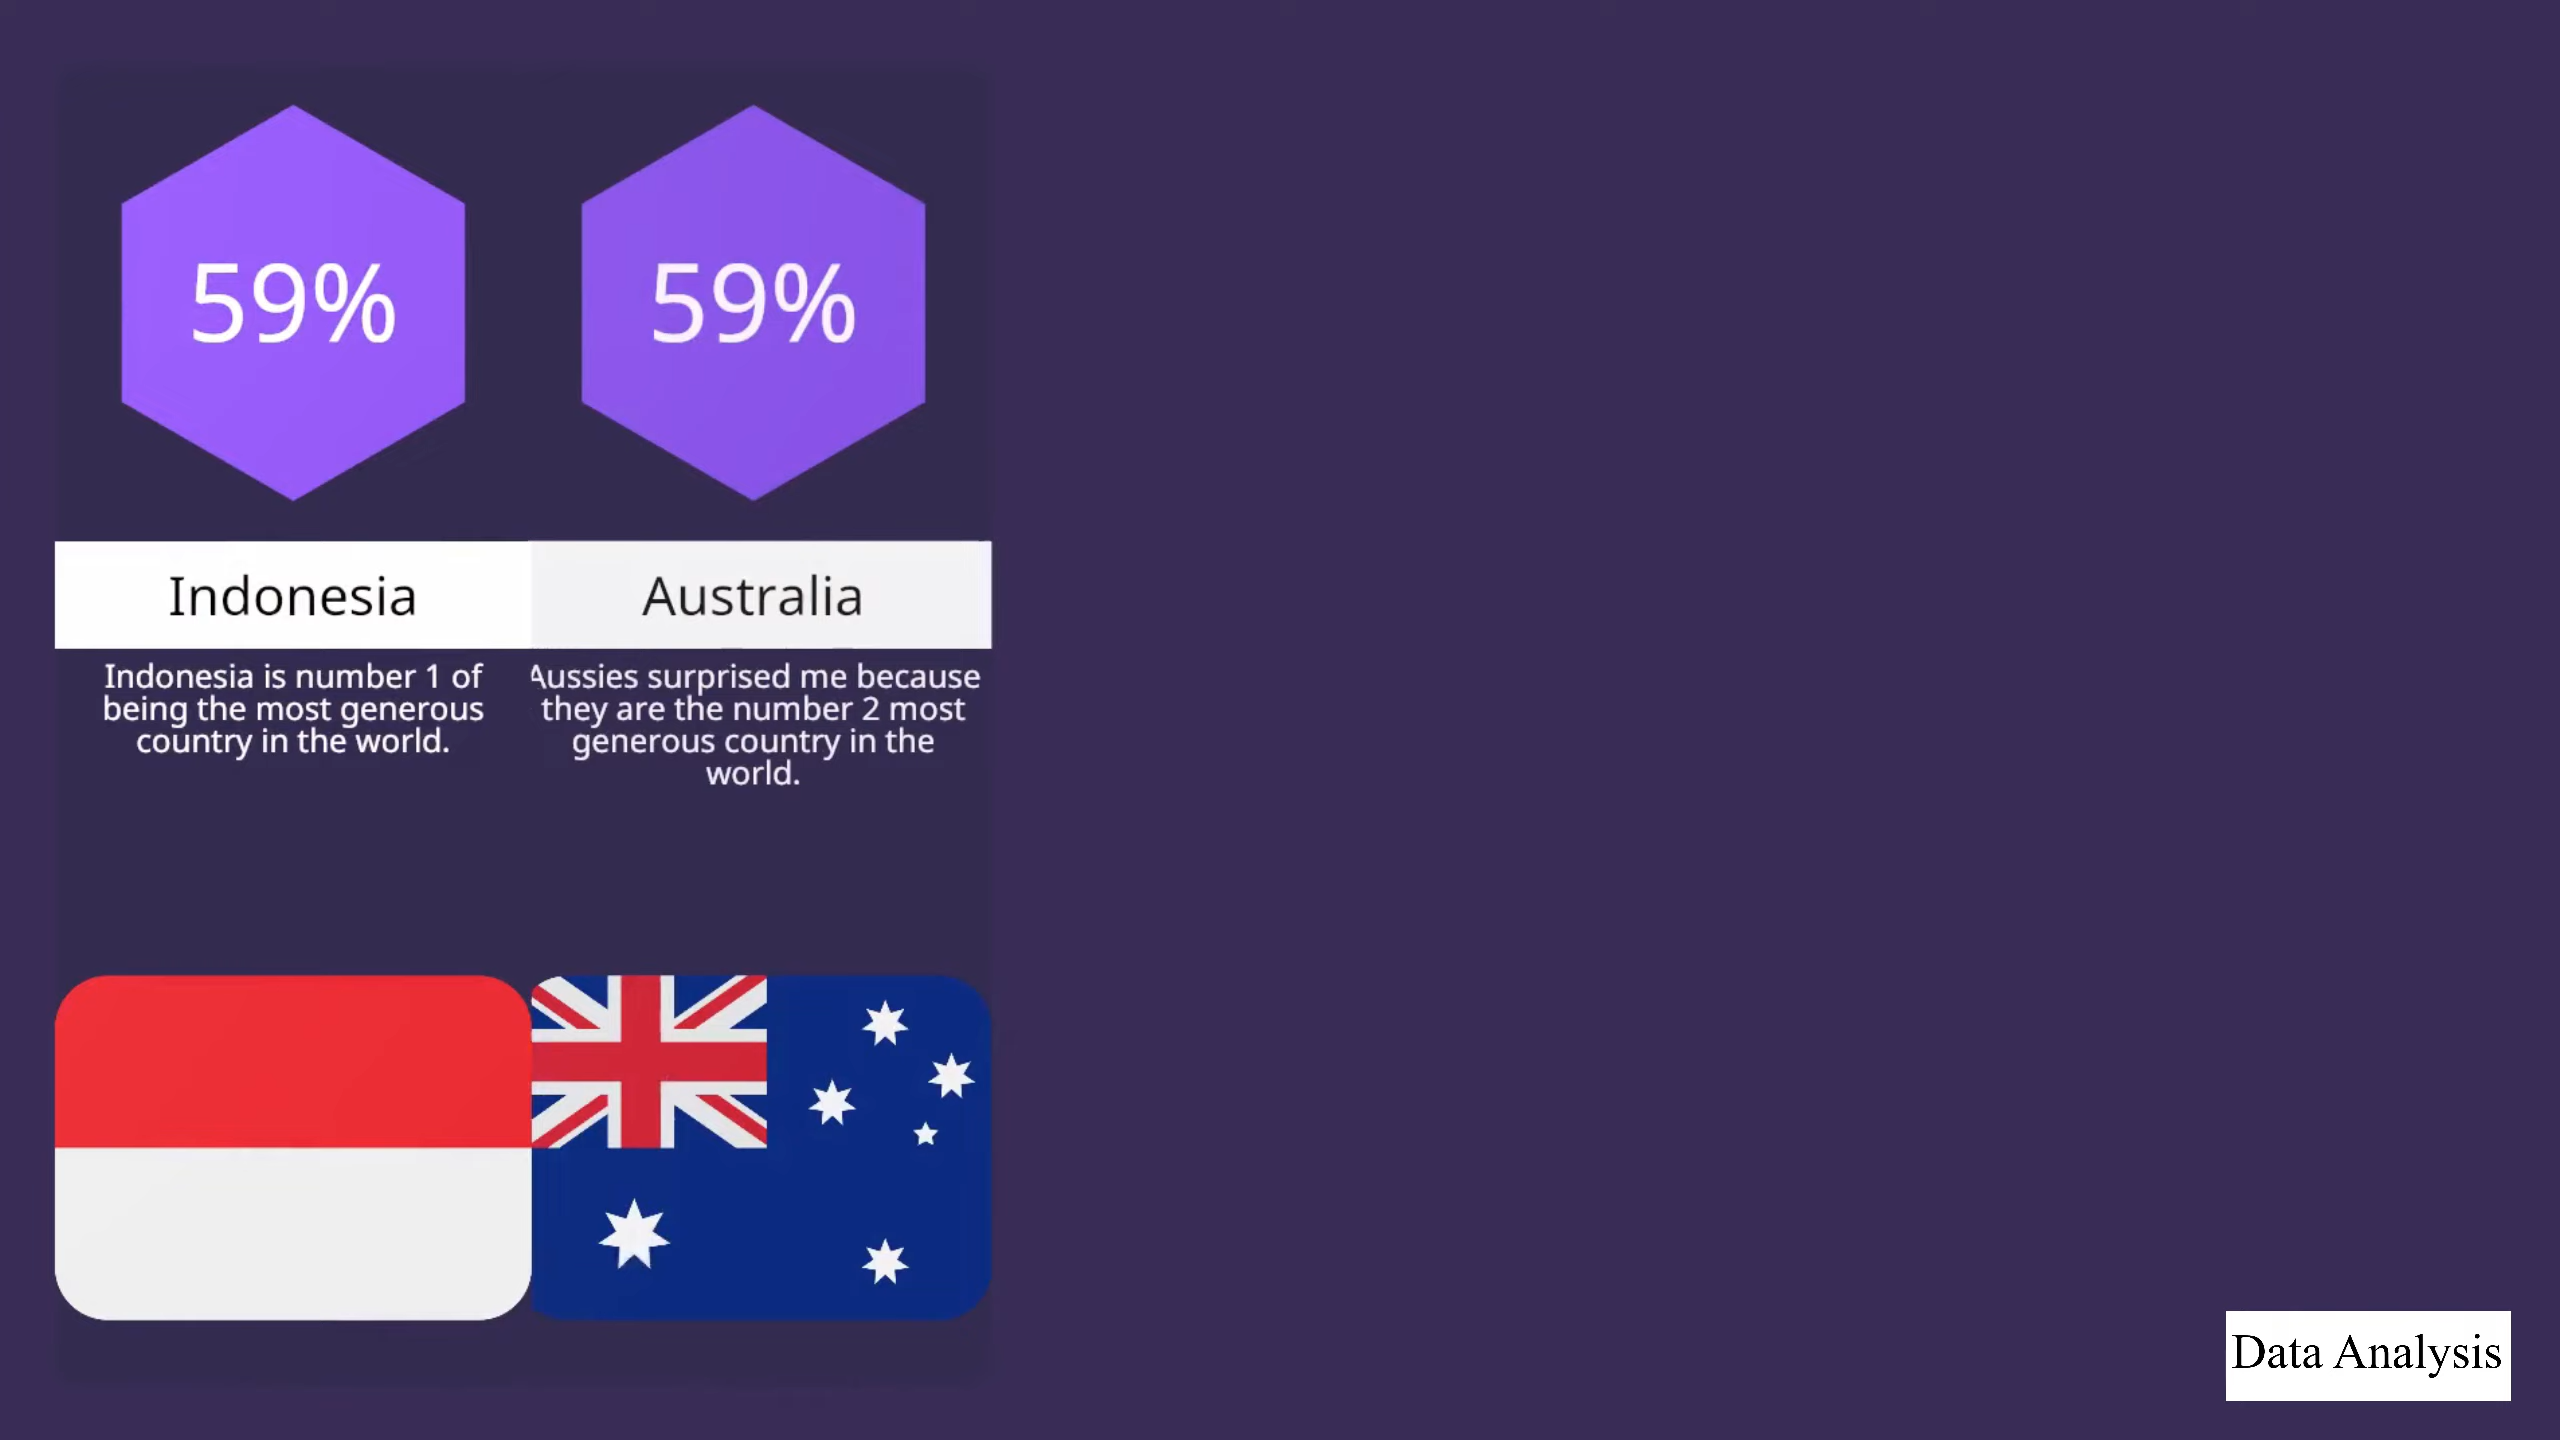 59%
59%
Indonesia
Australia
Indonesia is number 1 of
being the most generous
country in the world.
Aussies surprised me because
they are the number 2 most
generous country in the
world.
Data Analysis